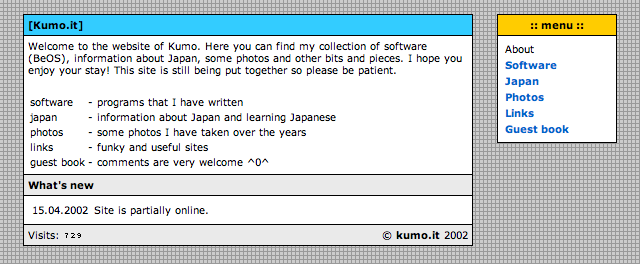 [Kumo.it]
Welcome to the website of Kumo. Here you can find my collection of software
(BeOS), information about Japan, some photos and other bits and pieces. I hope you
enjoy your stay! This site is still being put together so please be patient.
software - programs that I have written
japan - information about Japan and learning Japanese
photos - some photos I have taken over the years
links - funky and useful sites
guest book - comments are very welcome ^0^
What's new
15.04.2002 Site is partially online.
Visits: 729 © kumo.it 2002
:: menu ::
About
Software
Japan
Photos
Links
Guest book